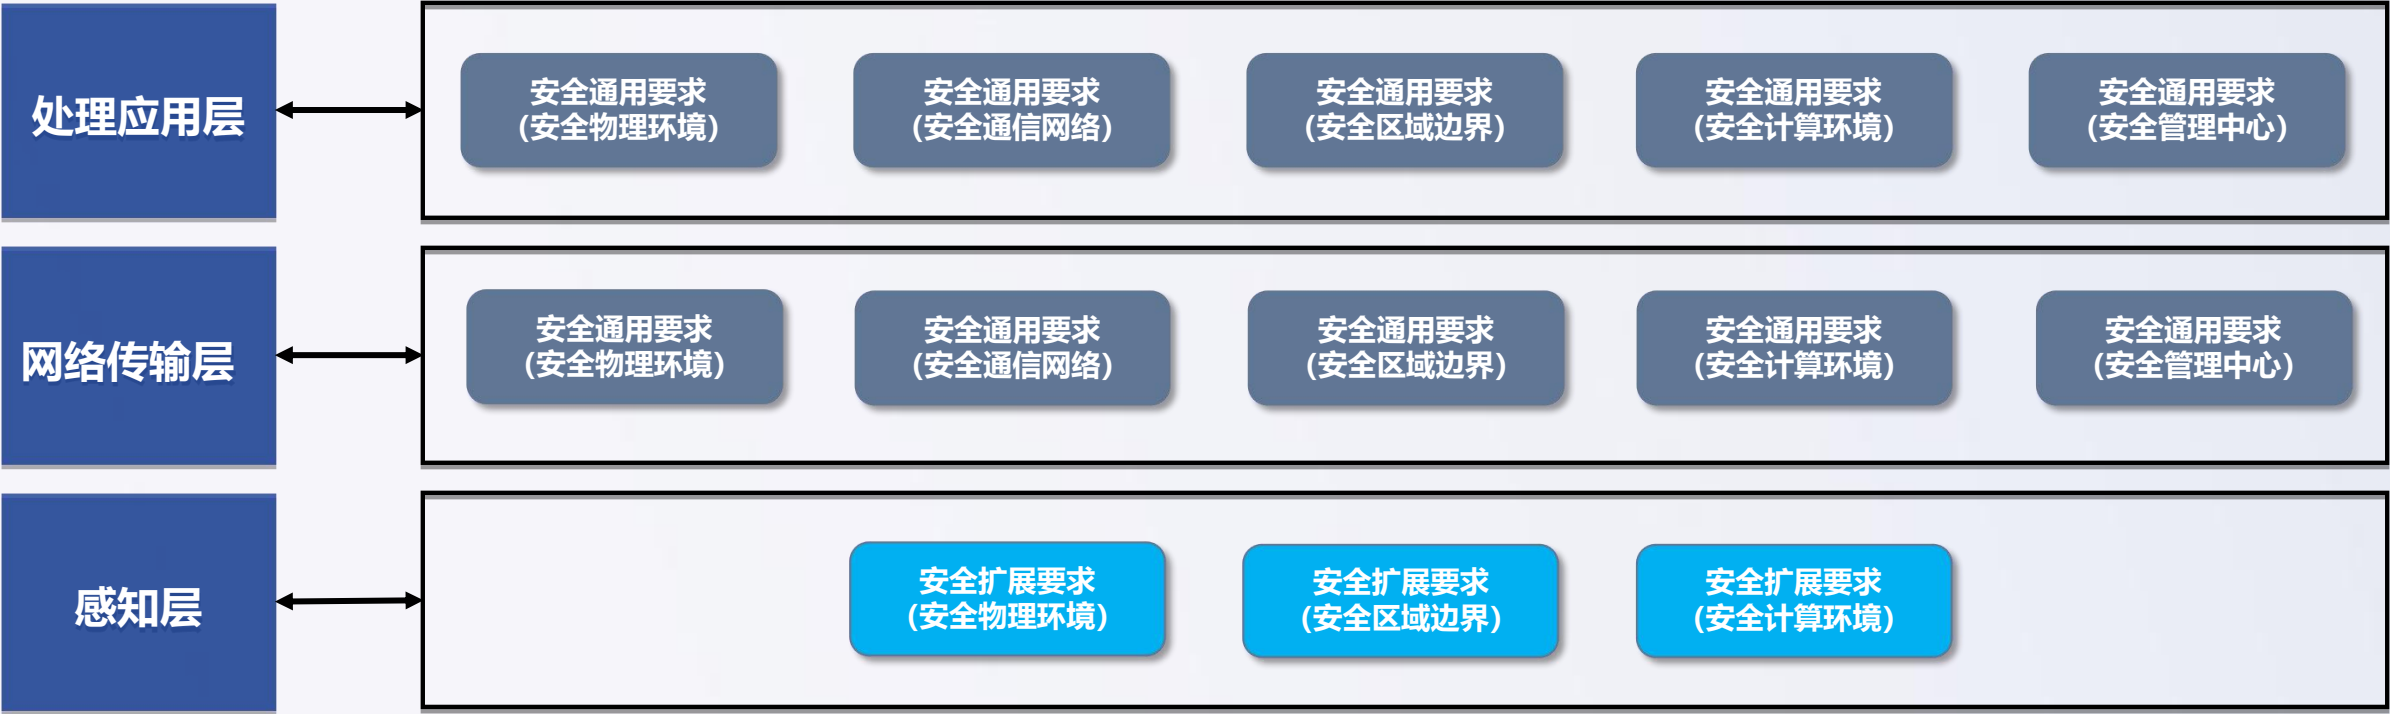 处理应用层
安全通用要求
(安全物理环境)
安全通用要求
(安全通信网络)
安全通用要求
(安全区域边界)
安全通用要求
(安全计算环境)
安全通用要求
(安全管理中心)
网络传输层
安全通用要求
(安全物理环境)
安全通用要求
(安全通信网络)
安全通用要求
(安全区域边界)
安全通用要求
(安全计算环境)
安全通用要求
(安全管理中心)
感知层
安全扩展要求
(安全物理环境)
安全扩展要求
(安全区域边界)
安全扩展要求
(安全计算环境)